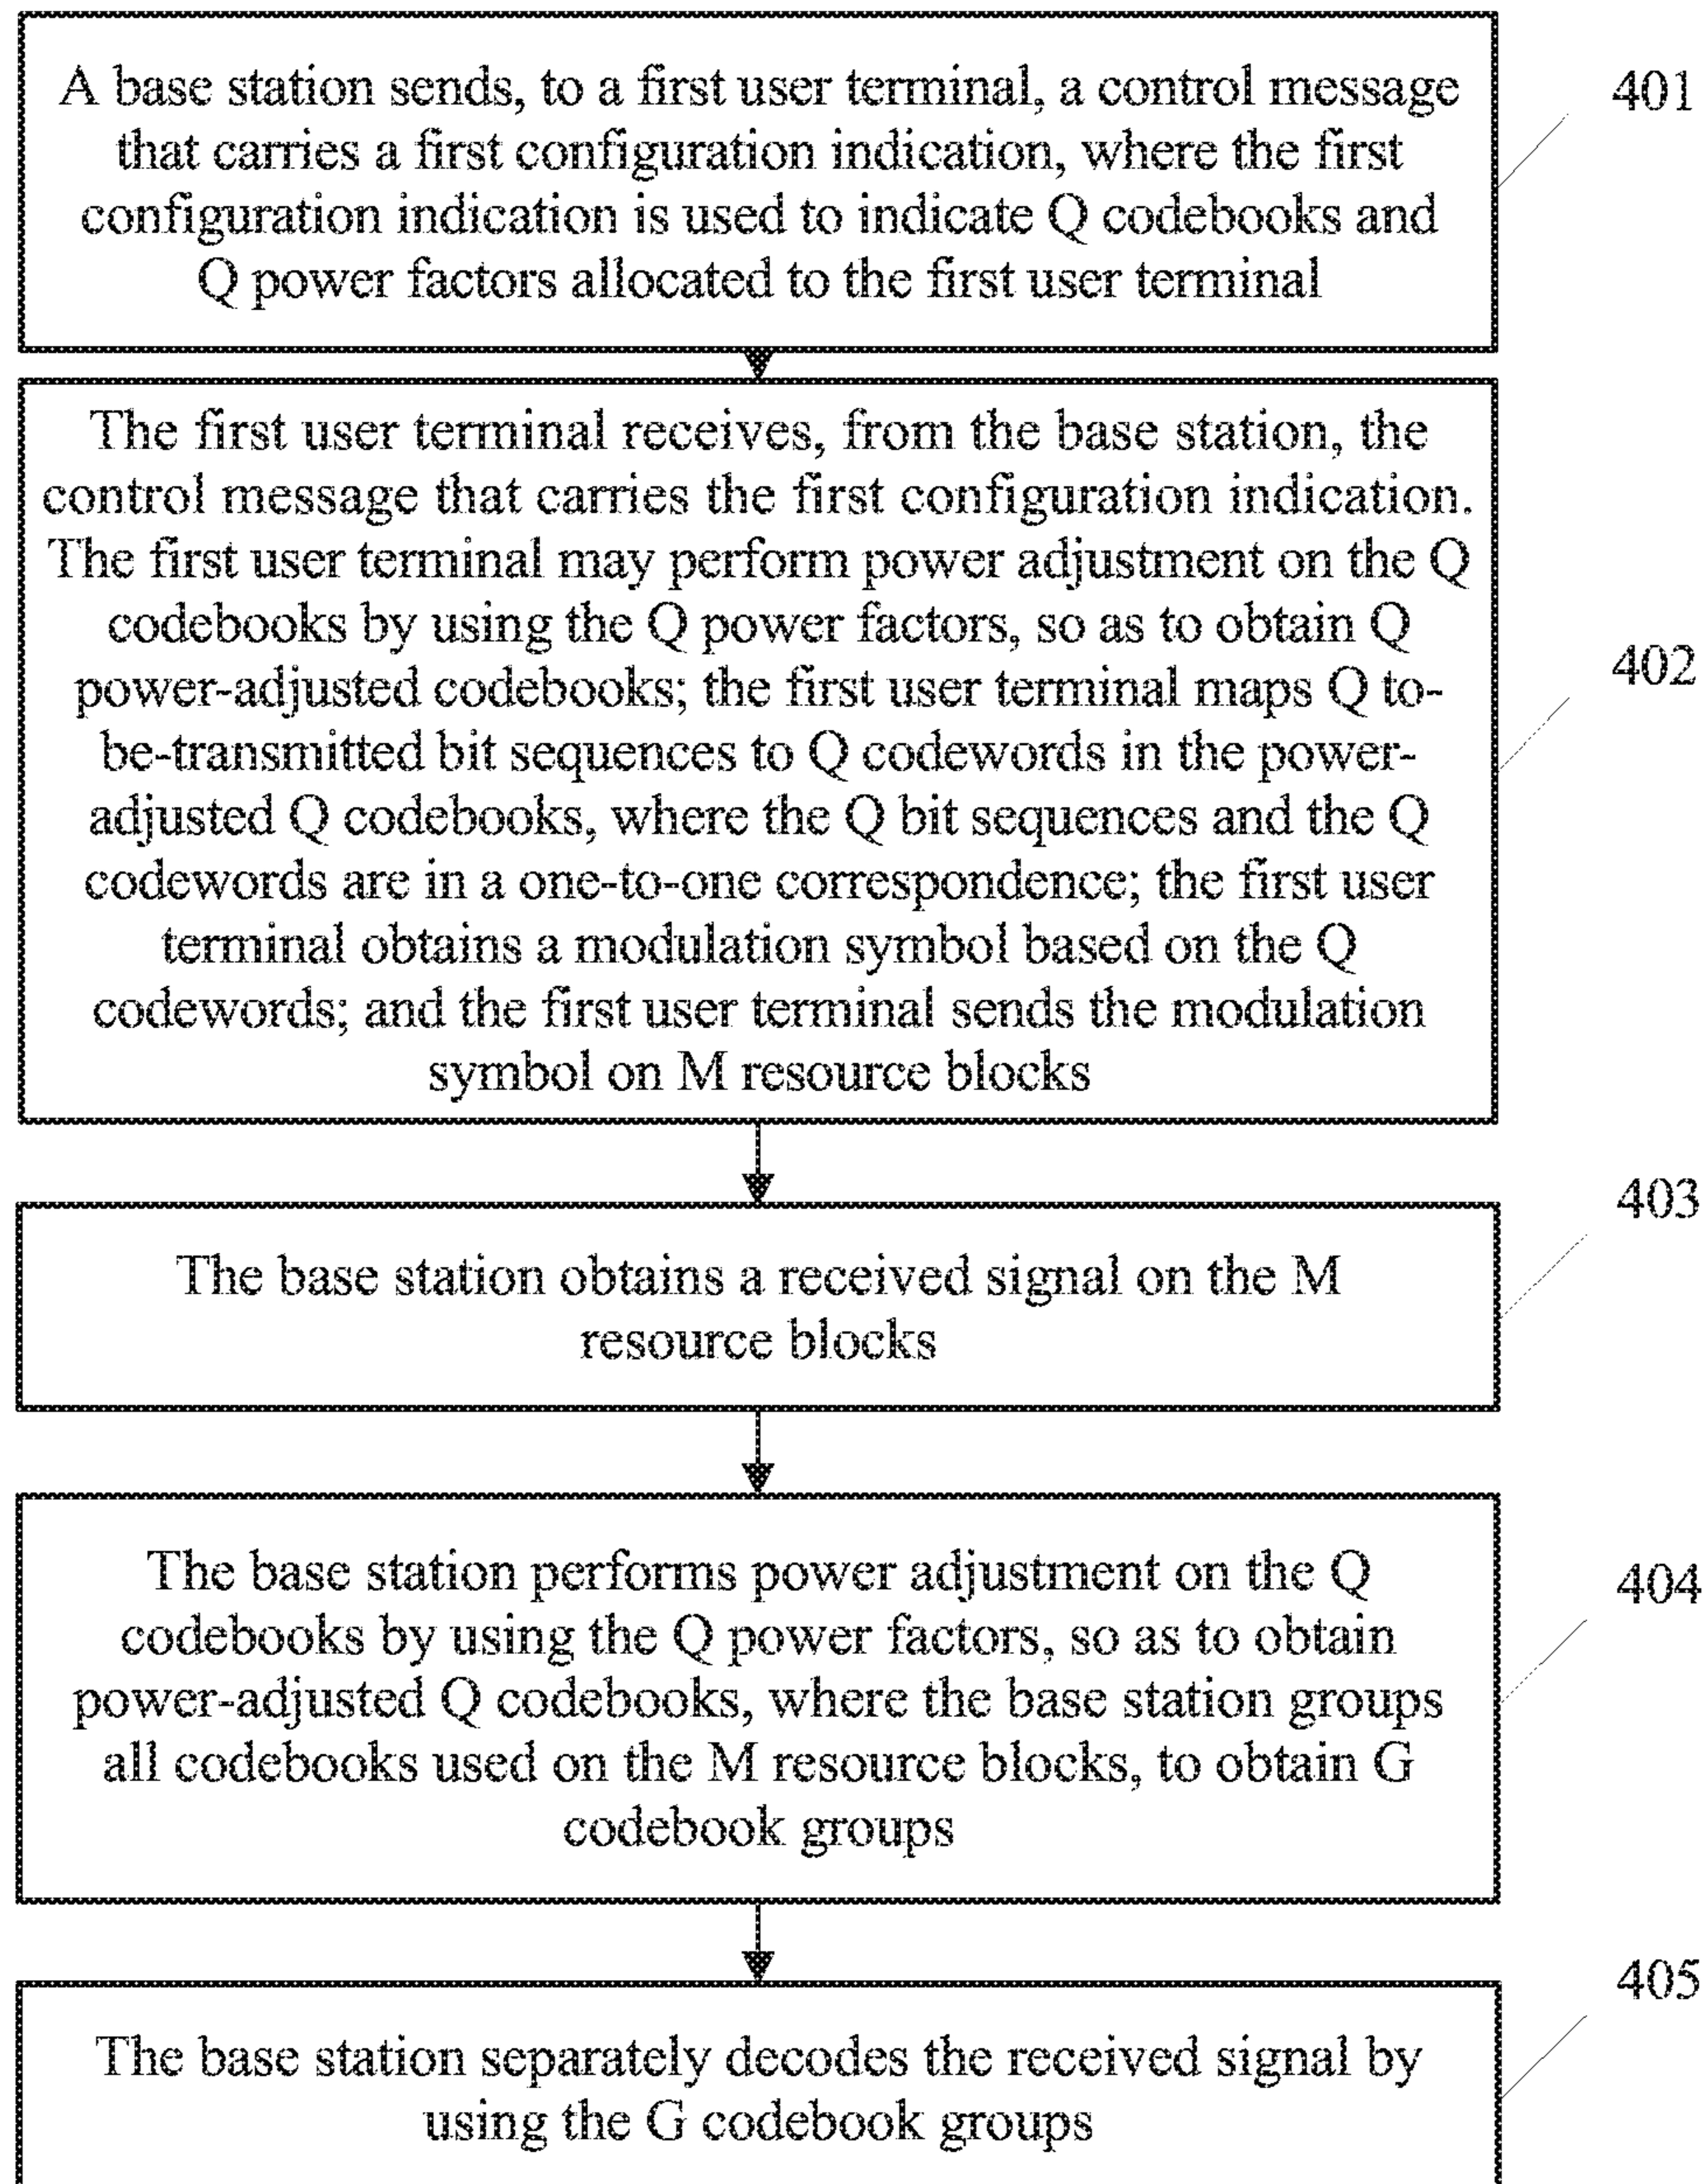 A base station sends, to a first user terminal, a control message
that carries a first configuration indication, where the first
configuration indication is used to indicate Q codebooks and
Q power factors allocated to the first user terminal
401
The first user terminal receives, from the base station, the
control message that carries the first configuration indication.
The first user terminal may perform power adjustment on the Q
codebooks by using the Q power factors, so as to obtain Q
power-adjusted codebooks; the first user terminal maps Q to-
be-transmitted bit sequences to Q codewords in the power-
adjusted Q codebooks, where the Q bit sequences and the Q
codewords are in a one-to-one correspondence; the first user
terminal obtains a modulation symbol based on the Q
codewords; and the first user terminal sends the modulation
symbol on M resource blocks
402
The base station obtains a received signal on the M
resource blocks
403
The base station performs power adjustment on the Q
codebooks by using the Q power factors, so as to obtain
power-adjusted Q codebooks, where the base station groups
all codebooks used on the M resource blocks, to obtain G
codebook groups
404
The base station separately decodes the received signal by
using the G codebook groups
405